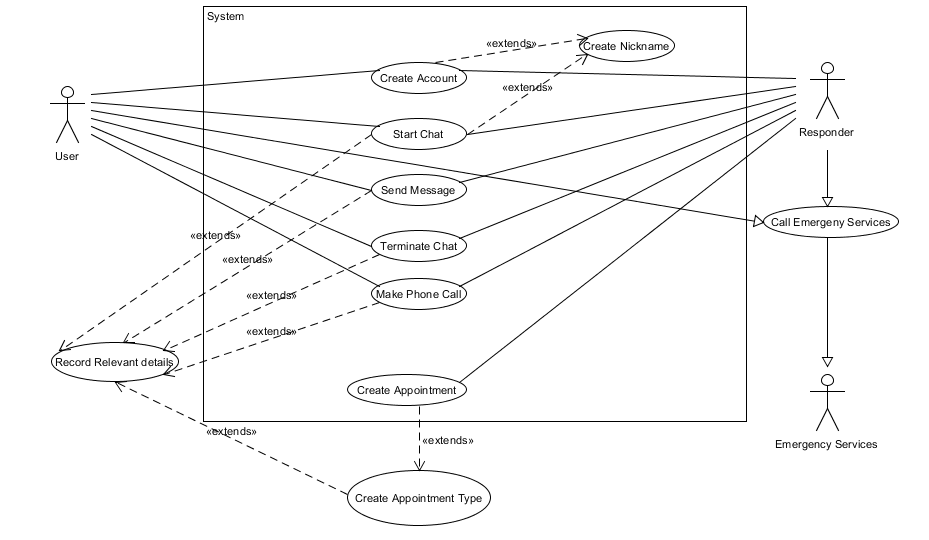 System
«extends»
Create Nickname
Create Account
«extends»
Start Chat
Responder
User
Send Message
Call Emergeny Services
«extends»
Terminate Chat
«extends»
«extends»
Make Phone Call
«extends»
Record Relevant details
Create Appointment
«extends»
«extends»
Emergency Services
Create Appointment Type